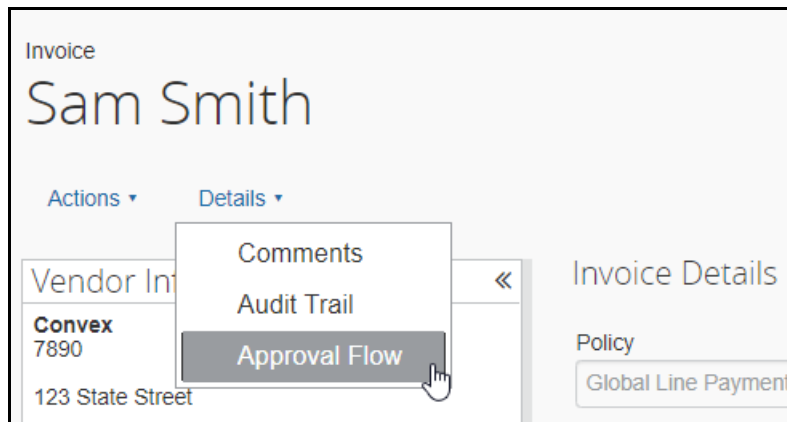 Invoice
Sam Smith
Actions Details
Comments
Audit Trail
Approval Flow
Vendor
Convex
7890
123 State Street
Invoice Details
Policy
Global Line Payment